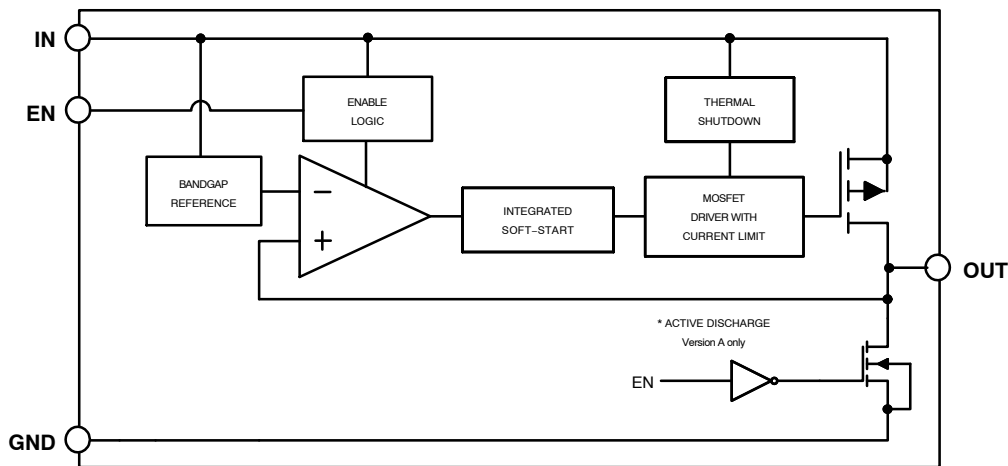 IN
EN
ENABLE
LOGIC
THERMAL
SHUTDOWN
BANDGAP
REFERENCE
−
+
INTEGRATED
SOFT−START
MOSFET
DRIVER WITH
CURRENT LIMIT
OUT
* ACTIVE DISCHARGE
Version A only
EN
GND